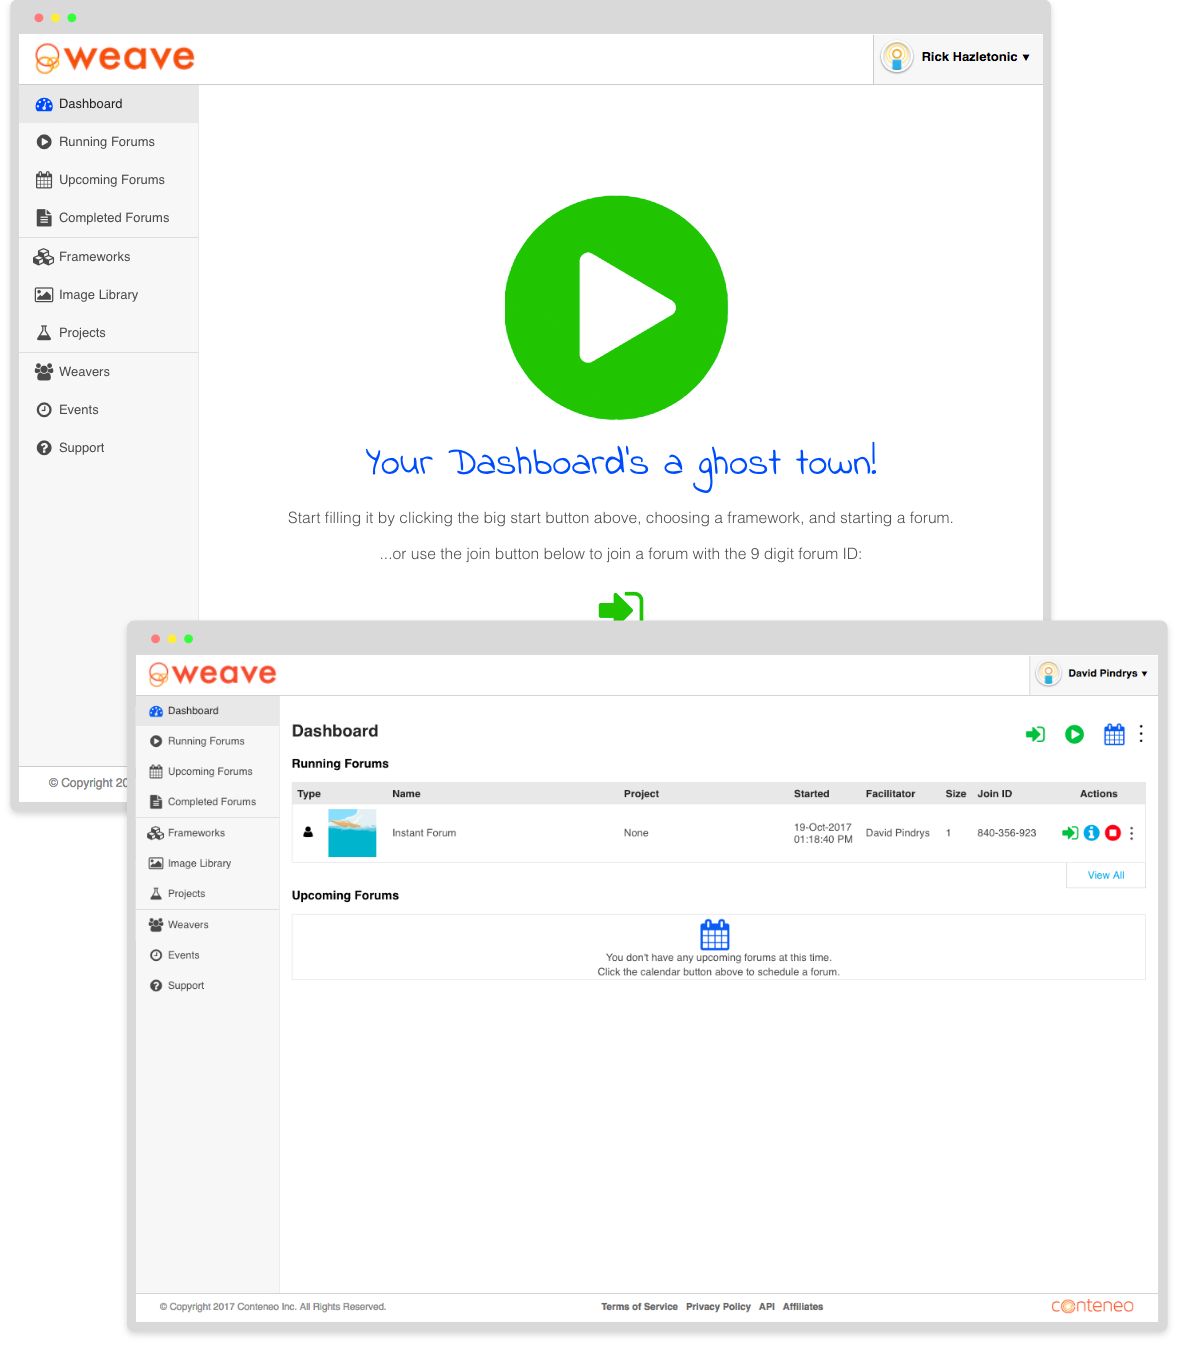 weave
Rick Hazletonic ▾
Dashboard
Running Forums
Upcoming Forums
Completed Forums
Frameworks
Image Library
Projects
Weavers
Events
Support
Your Dashboard's a ghost town!
Start filling it by clicking the big start button above, choosing a framework, and starting a forum.
...or use the join button below to join a forum with the 9 digit forum ID:
© Copyright 20
weave
David Pindrys ▾
Dashboard
Running Forums
Upcoming Forums
Completed Forums
Frameworks
Image Library
Projects
Weavers
Events
Support
Dashboard
Running Forums
Type Name Project Started Facilitator Size Join ID Actions
Instant Forum None 19-Oct-2017 David Pindrys 1 840-356-923
01:18:40 PM
View All
Upcoming Forums
You don't have any upcoming forums at this time.
Click the calendar button above to schedule a forum.
© Copyright 2017 Conteneo Inc. All Rights Reserved. Terms of Service Privacy Policy API Affiliates conteneo